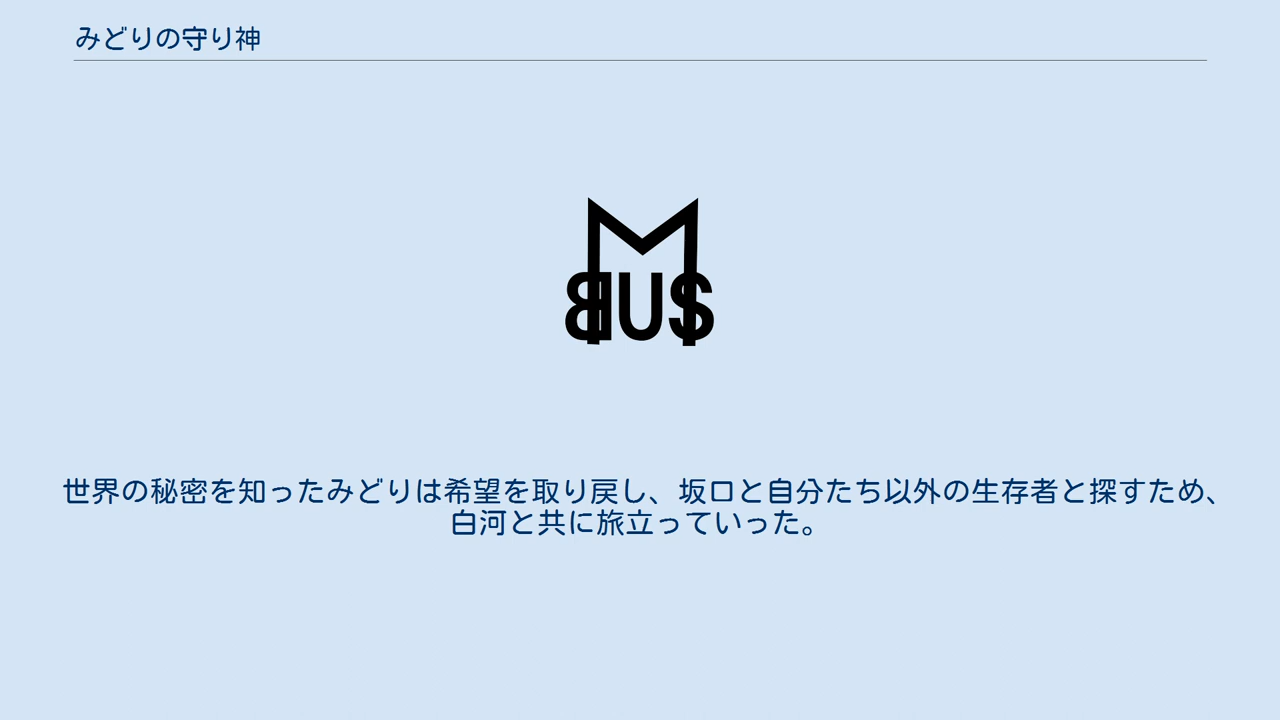 みどりの守り神
M
BUS
世界の秘密を知ったみどりは希望を取り戻し、坂口と自分たち以外の生存者と探すため、
白河と共に旅立っていった。